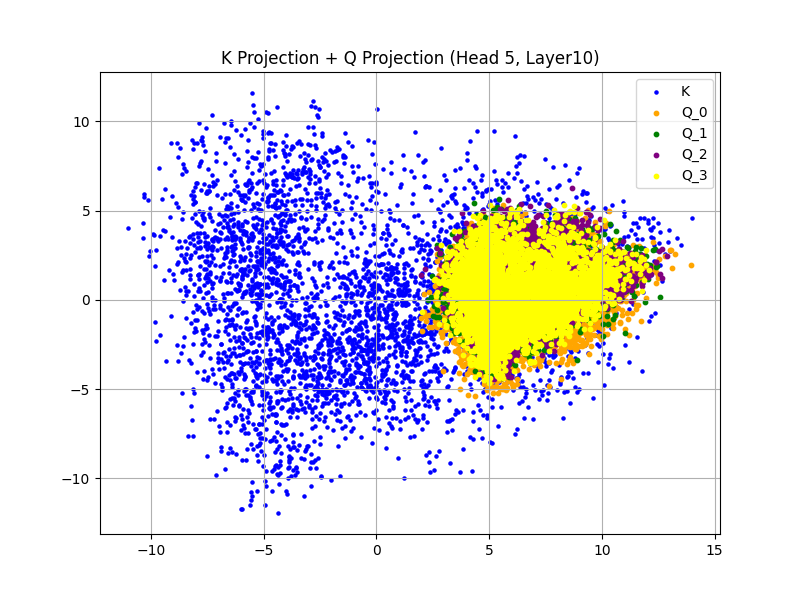 K Projection + Q Projection (Head 5, Layer10)
K
Q_0
Q_1
Q_2
Q_3
10
5
0
−5
−10
−10
−5
0
5
10
15